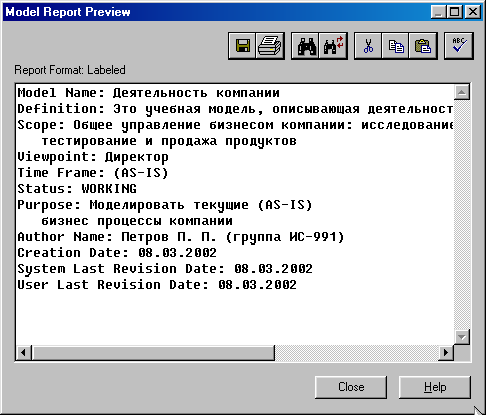 Model Report Preview
ABC
Report Format: Labeled
Model Name: Деятельность компании
Definition: Это учебная модель, описывающая деятельност
Scope: Общее управление бизнесом компании: исследование
тестирование и продажа продуктов
Viewpoint: Директор
Time Frame: (AS-IS)
Status: WORKING
Purpose: Моделировать текущие (AS-IS)
бизнес процессы компании
Author Name: Петров П. П. (группа ИС-991)
Creation Date: 08.03.2002
System Last Revision Date: 08.03.2002
User Last Revision Date: 08.03.2002
Close
Help